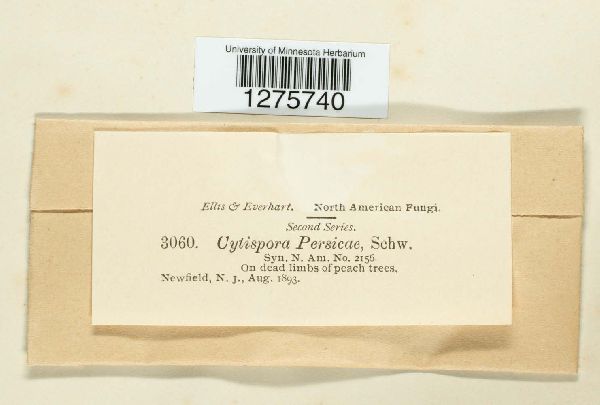 University of Minnesota Herbarium
1275740
Ellis & Everhart. North American Fungi.
Second Series.
3060. Cytispora Persicae, Schw.
Syn. N. Am. No. 2156
On dead limbs of peach trees.
Newfield, N. J., Aug. 1893.